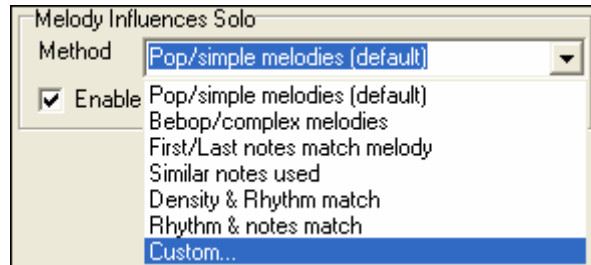 Melody Influences Solo
Method Pop/simple melodies (default)
Enable Pop/simple melodies (default)
Bebop/complex melodies
First/Last notes match melody
Similar notes used
Density & Rhythm match
Rhythm & notes match
Custom...